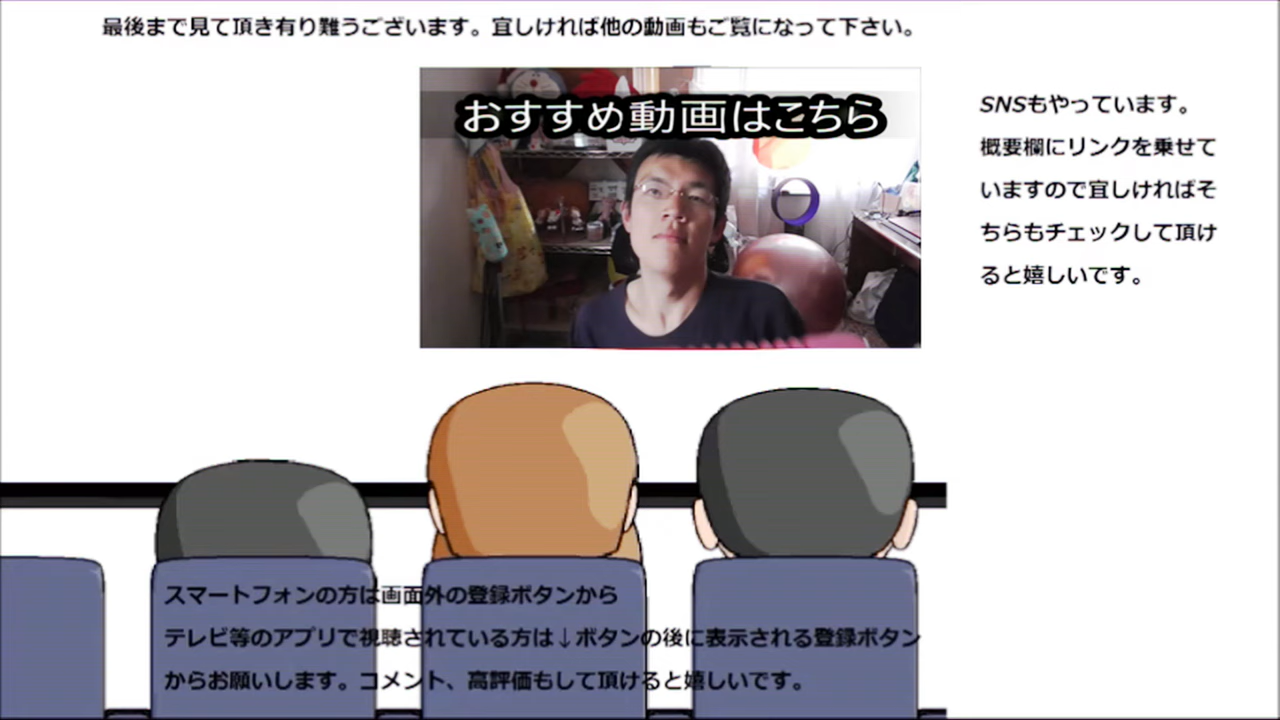 最後まで見て頂き有り難うございます。宜しければ他の動画もご覧になって下さい。
おすすめ動画はこちら
SNSもやっています。
概要欄にリンクを乗せて
いますので宜しければそ
ちらもチェックして頂け
ると嬉しいです。
スマートフォンの方は画面外の登録ボタンから
テレビ等のアプリで視聴されている方は↓ボタンの後に表示される登録ボタン
からお願いします。コメント、高評価もして頂けると嬉しいです。